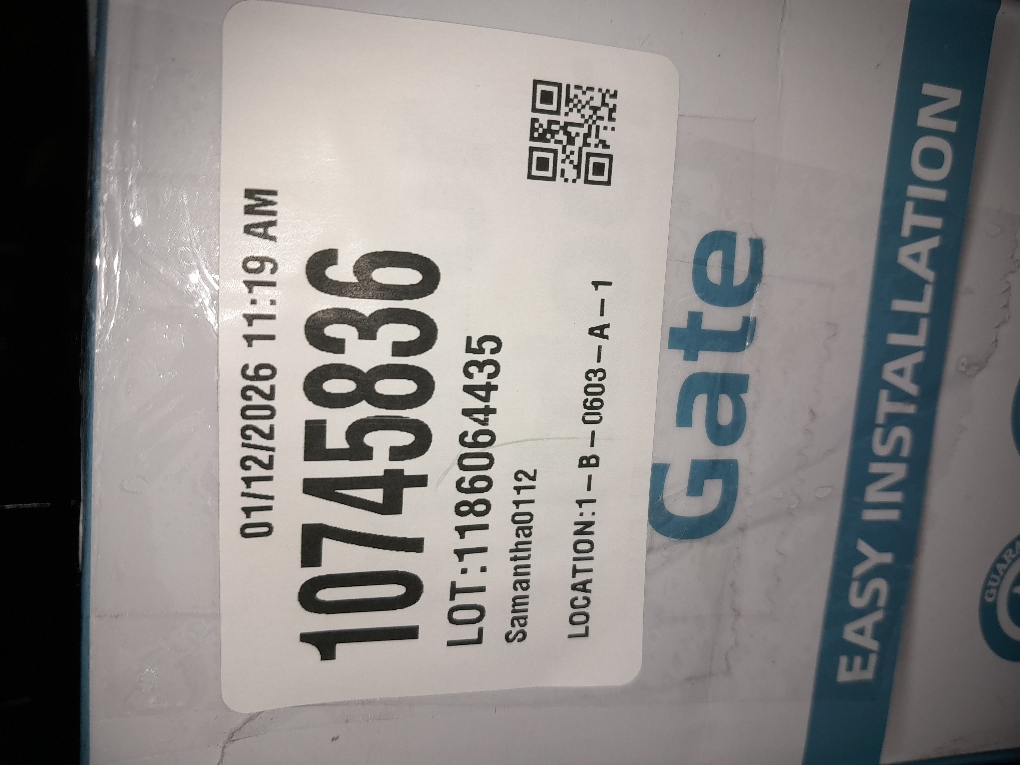 01/12/2026 11:19 AM
10745836
LOT:1186064435
Samantha0112
LOCATION:1-B-0603-A-1
Gate
EASY INSTALLATION